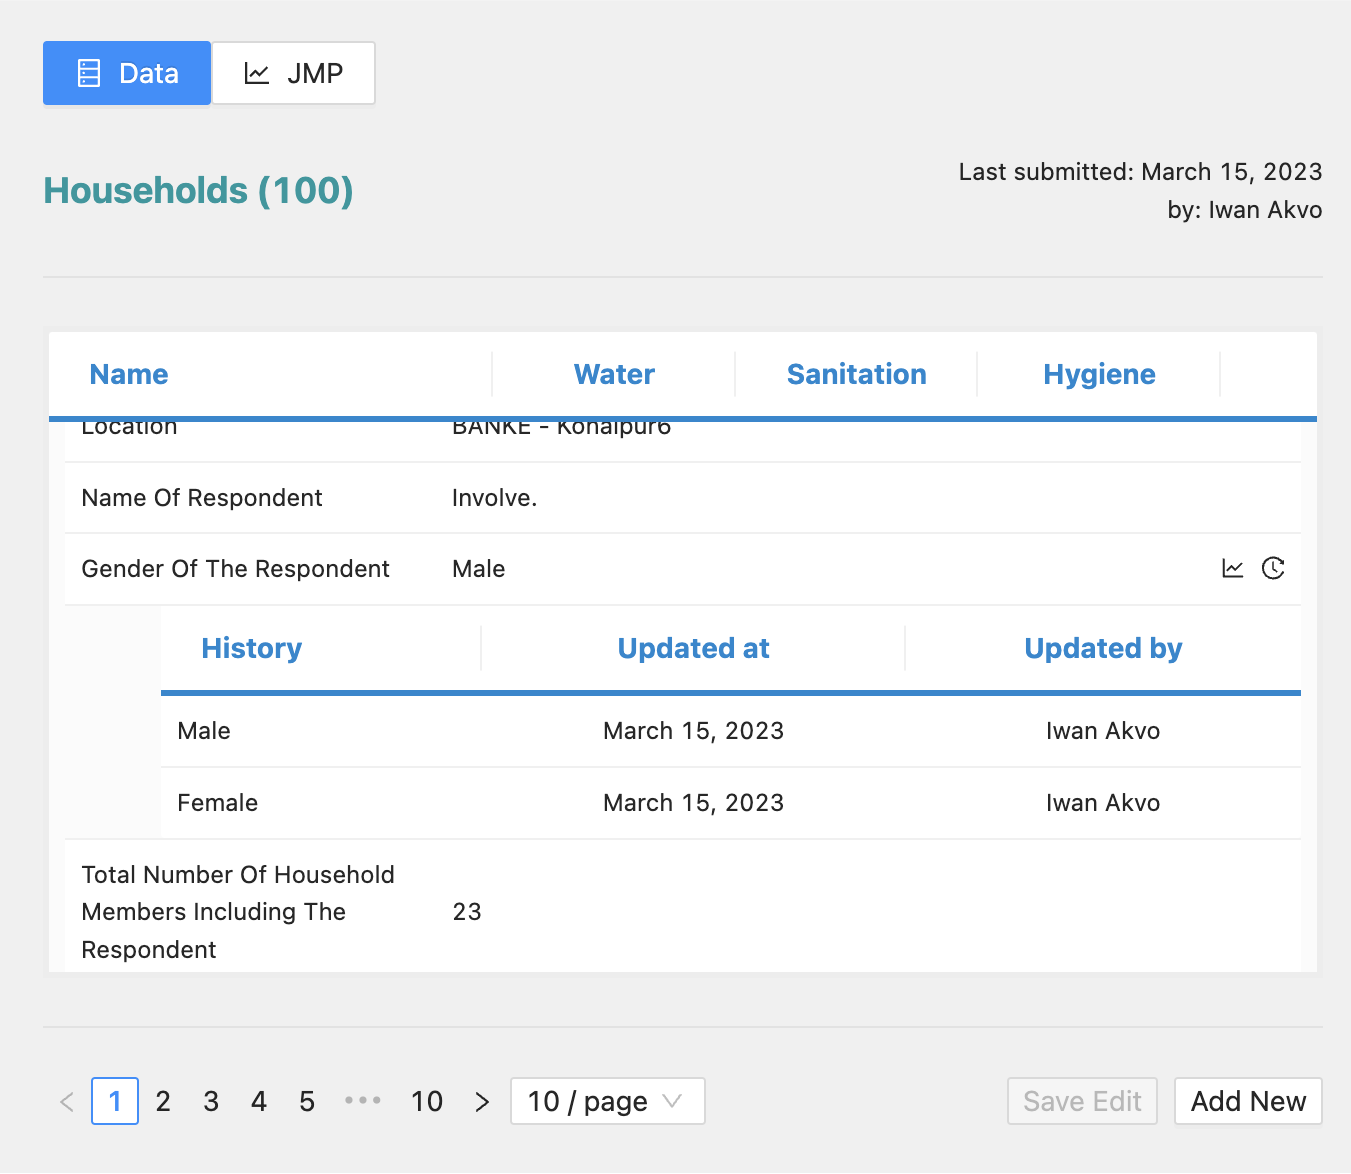 Data JMP
Households (100)
Last submitted: March 15, 2023
by: Iwan Akvo
Name Water Sanitation Hygiene
Location BANKE - Kohalpur6
Name Of Respondent Involve.
Gender Of The Respondent Male
History Updated at Updated by
Male March 15, 2023 Iwan Akvo
Female March 15, 2023 Iwan Akvo
Total Number Of Household
Members Including The
Respondent
23
1 2 3 4 5 ••• 10 10 / page Save Edit Add New